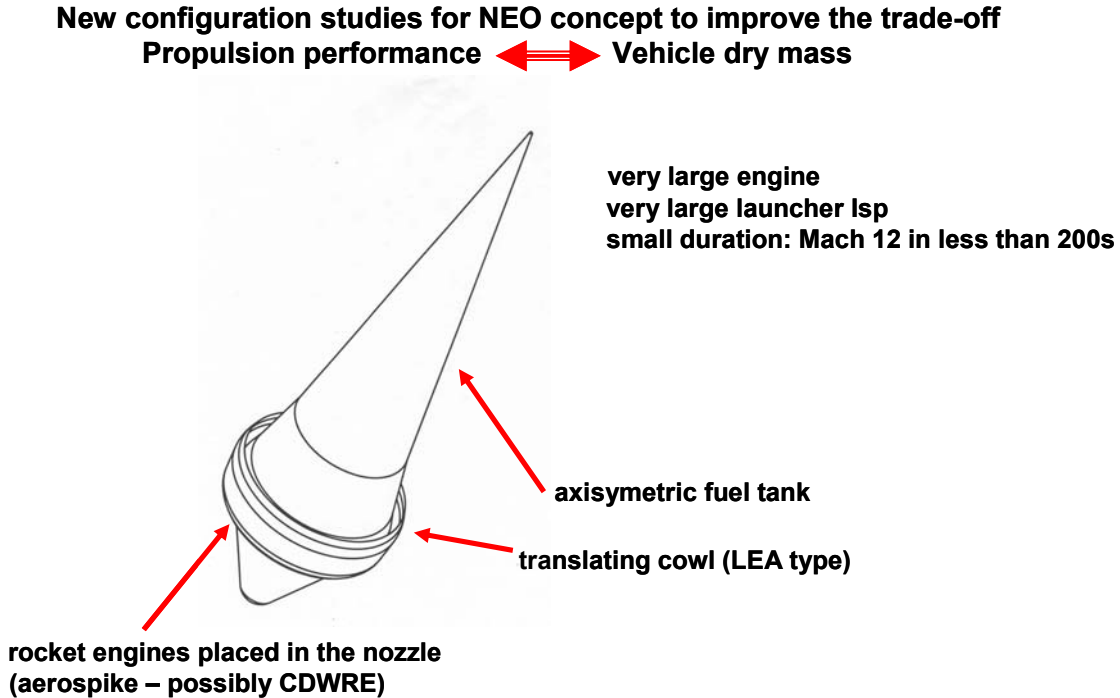 New configuration studies for NEO concept to improve the trade-off
Propulsion performance Vehicle dry mass
very large engine
very large launcher Isp
small duration: Mach 12 in less than 200s
axisymetric fuel tank
translating cowl (LEA type)
rocket engines placed in the nozzle
(aerospike – possibly CDWRE)